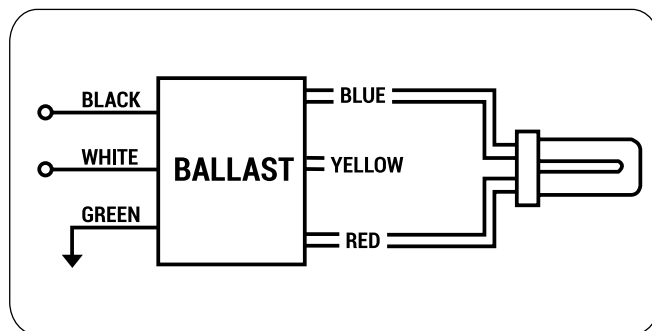 BLACK
BLUE
WHITE
BALLAST
YELLOW
GREEN
RED